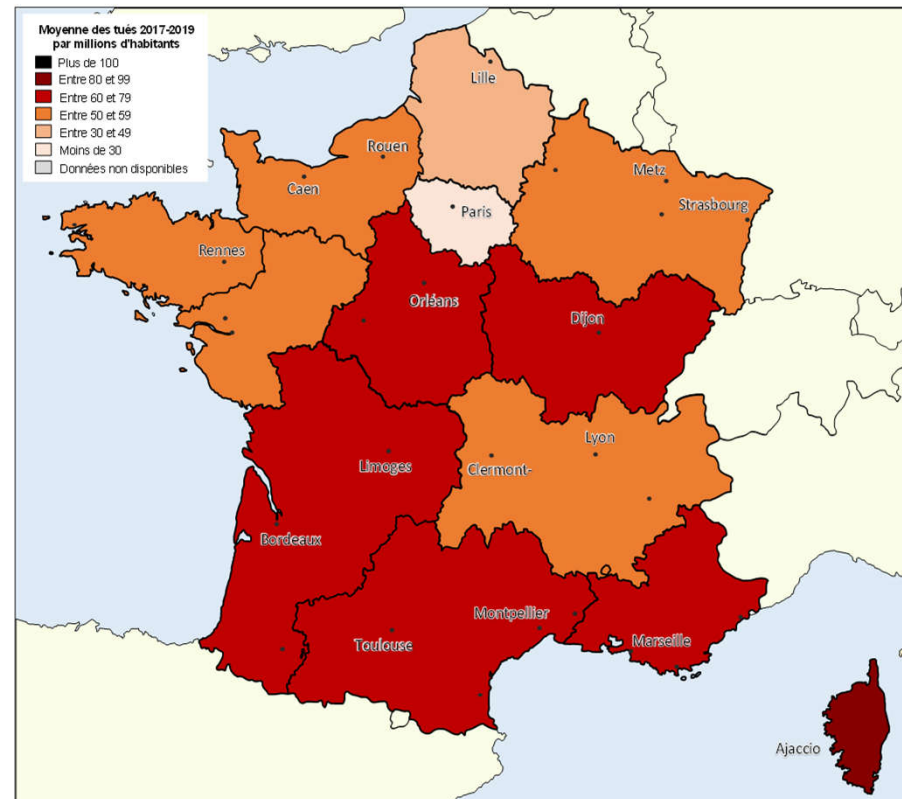 Moyenne des tués 2017-2019
par millions d'habitants
Plus de 100
Entre 80 et 99
Entre 60 et 79
Entre 50 et 59
Entre 30 et 49
Moins de 30
Données non disponibles
Lille
Rouen
Caen
Metz
Paris
Strasbourg
Rennes
Orléans
Dijon
Lyon
Limoges
Clermont-
Bordeaux
Montpellier
Toulouse
Marseille
Ajaccio